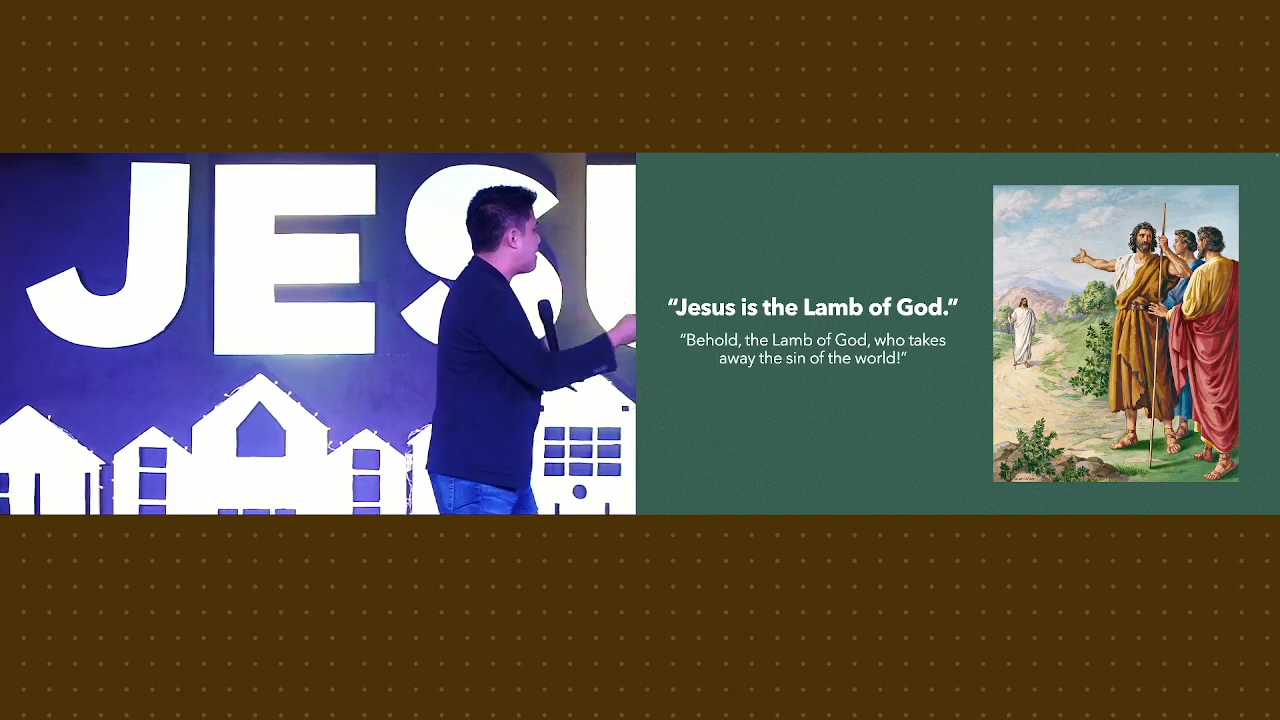 JESU
“Jesus is the Lamb of God.”
“Behold, the Lamb of God, who takes
away the sin of the world!”